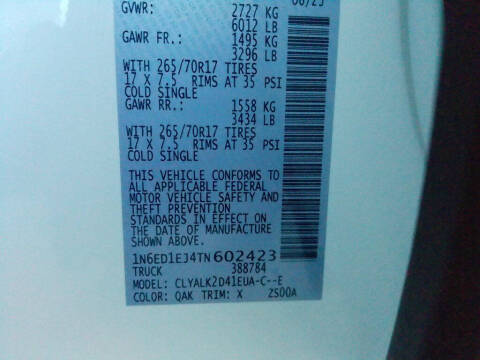 GVWR: 2727 KG
6012 LB
GAWR FR.: 1495 KG
3296 LB
WITH 265/70R17 TIRES
17 X 7.5 RIMS AT 35 PSI
COLD SINGLE
GAWR RR.: 1558 KG
3434 LB
WITH 265/70R17 TIRES
17 X 7.5 RIMS AT 35 PSI
COLD SINGLE
THIS VEHICLE CONFORMS TO
ALL APPLICABLE FEDERAL
MOTOR VEHICLE SAFETY AND
THEFT PREVENTION
STANDARDS IN EFFECT ON
THE DATE OF MANUFACTURE
SHOWN ABOVE.
1N6ED1EJ4TN602423
TRUCK 388784
MODEL: CLYALK2D41EUA-C--E
COLOR: QAK TRIM: X 2S00A